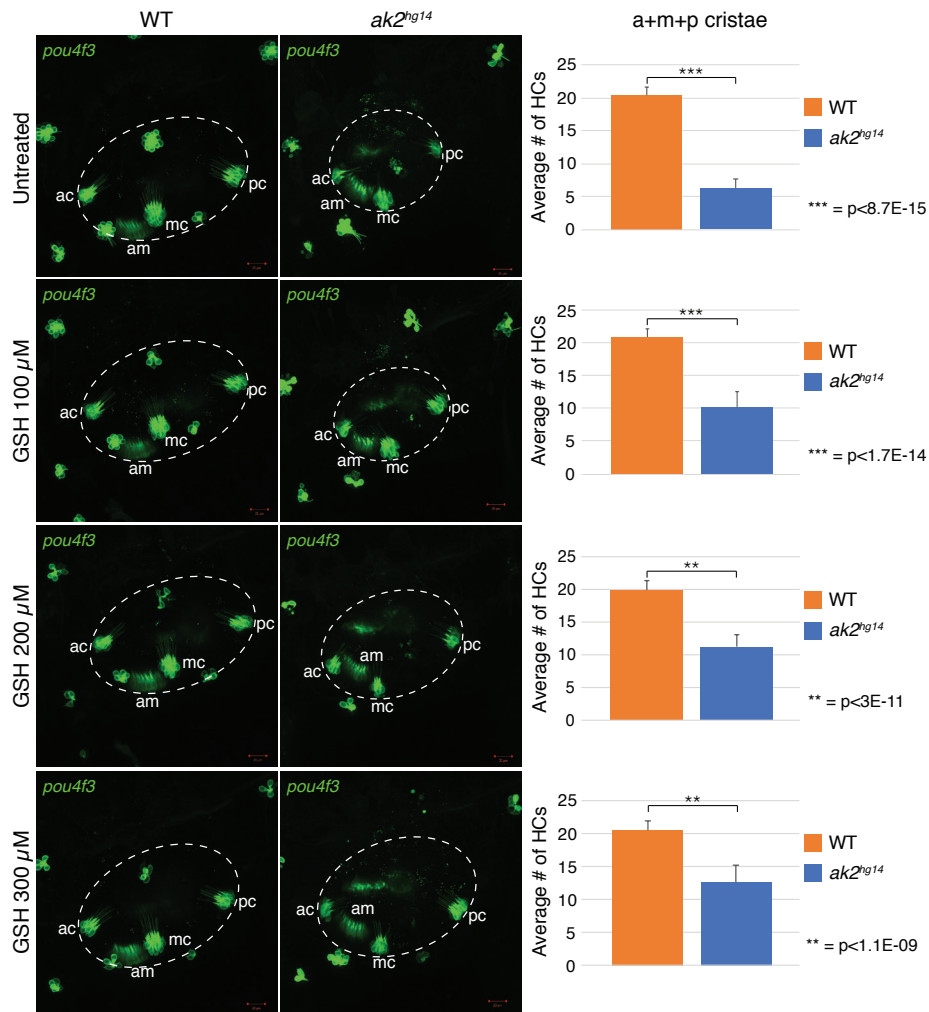 WT
ak2hg14
a+m+p cristae
Untreated
pou4f3
ac
am
mc
pc
pou4f3
ac
am
mc
pc
Average # of HCs
25
20
15
10
5
0
***
WT
ak2hg14
*** = p<8.7E-15
GSH 100 µM
pou4f3
ac
am
mc
pc
pou4f3
ac
am
mc
pc
Average # of HCs
25
20
15
10
5
0
***
WT
ak2hg14
*** = p<1.7E-14
GSH 200 µM
pou4f3
ac
am
mc
pc
pou4f3
ac
am
mc
pc
Average # of HCs
25
20
15
10
5
0
**
WT
ak2hg14
** = p<3E-11
GSH 300 µM
pou4f3
ac
am
mc
pc
pou4f3
ac
am
mc
pc
Average # of HCs
25
20
15
10
5
0
**
WT
ak2hg14
** = p<1.1E-09